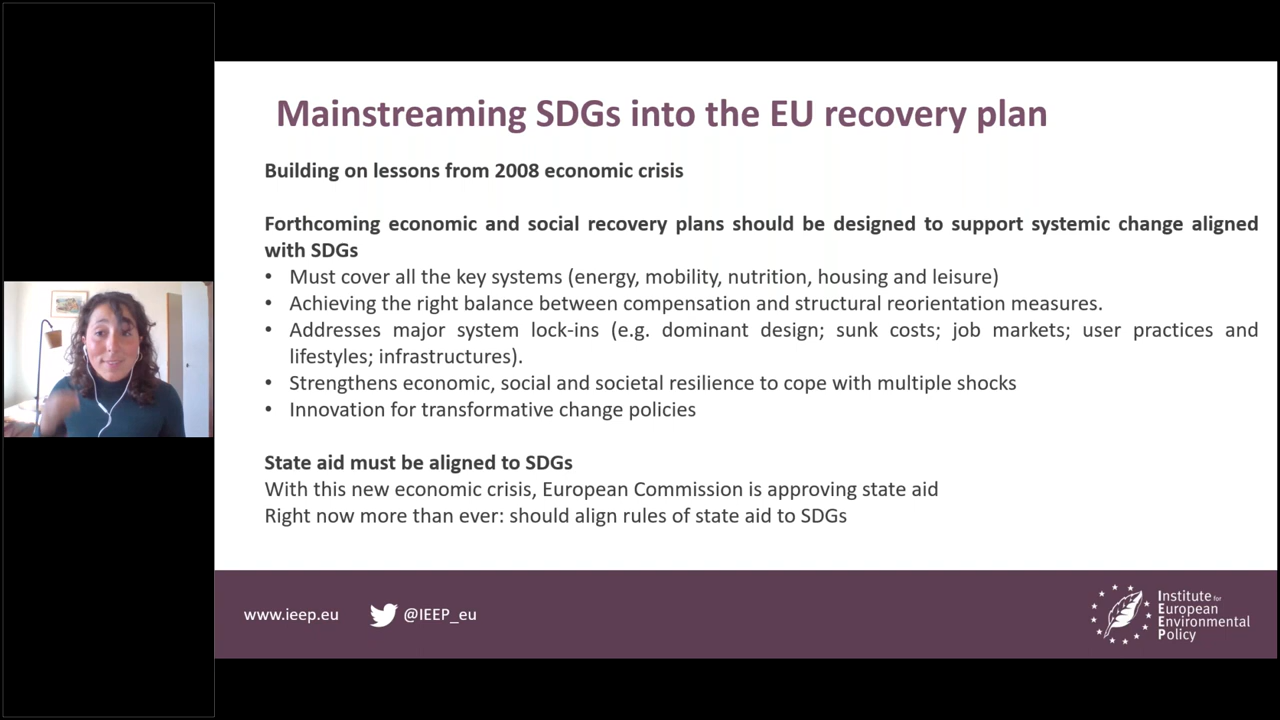 Mainstreaming SDGs into the EU recovery plan
Building on lessons from 2008 economic crisis
Forthcoming economic and social recovery plans should be designed to support systemic change aligned
with SDGs
• Must cover all the key systems (energy, mobility, nutrition, housing and leisure)
• Achieving the right balance between compensation and structural reorientation measures.
• Addresses major system lock-ins (e.g. dominant design; sunk costs; job markets; user practices and
lifestyles; infrastructures).
• Strengthens economic, social and societal resilience to cope with multiple shocks
• Innovation for transformative change policies
State aid must be aligned to SDGs
With this new economic crisis, European Commission is approving state aid
Right now more than ever: should align rules of state aid to SDGs
www.ieep.eu
@IEEP_eu
Institute for
European
Environmental
Policy